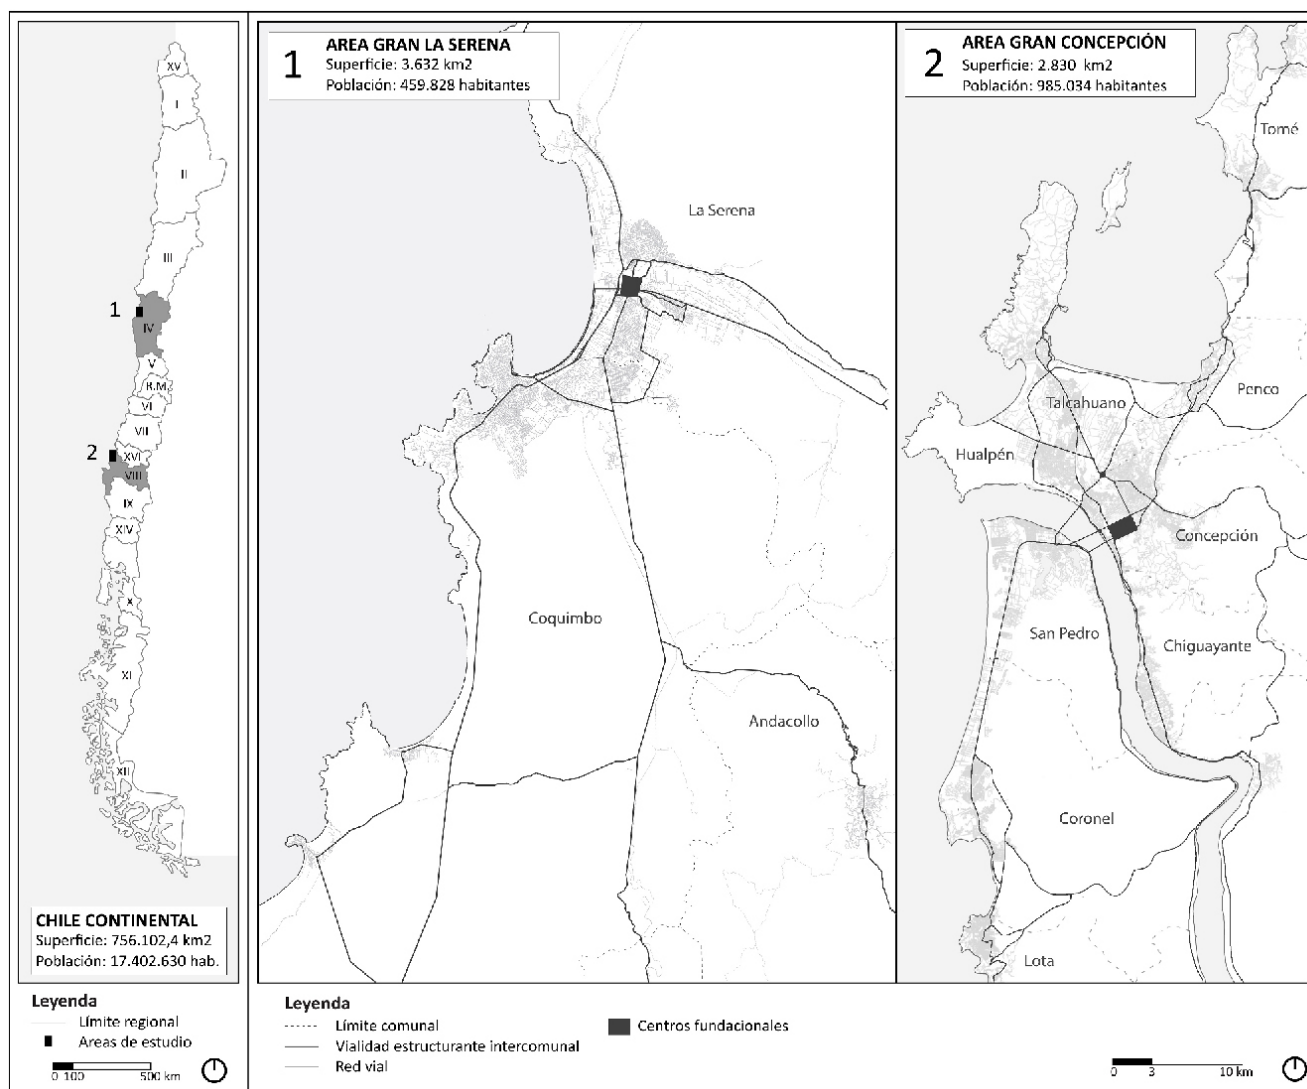 XV
I
II
III
1
IV
V
R.M
VI
VII
2
XVI
VIII
IX
XIV
X
XI
XII
CHILE CONTINENTAL
Superficie: 756.102,4 km2
Población: 17.402.630 hab.
Leyenda
Límite regional
Areas de estudio
0 100 500 km
1
AREA GRAN LA SERENA
Superficie: 3.632 km2
Población: 459.828 habitantes
La Serena
Coquimbo
Andacollo
2
AREA GRAN CONCEPCIÓN
Superficie: 2.830 km2
Población: 985.034 habitantes
Tomé
Penco
Talcahuano
Hualpén
Concepción
San Pedro
Chiguayante
Coronel
Lota
Leyenda
Límite comunal
Vialidad estructurante intercomunal
Red vial
Centros fundacionales
0 3 10 km